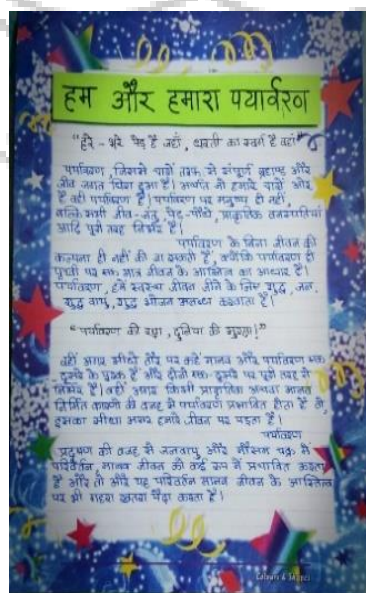 हम और हमारा पर्यावरण
"हरे - भरे पेड़ है जहाँ, धरती का स्वर्ग है वहाँ"
पर्यावरण, जिससे चारों तरफ से संपूर्ण ब्रह्माण्ड और
जीव जगत घिरा हुआ है। अर्थात जो हमारे चारों ओर
है वही पर्यावरण है। पर्यावरण पर मनुष्य ही नहीं,
बल्कि सभी जीव-जंतु, पेड़-पौधे, प्राकृतिक वनस्पतियां
आदि पूरी तरह निर्भर हैं।
पर्यावरण के बिना जीवन की
कल्पना ही नहीं की जा सकती है, क्योंकि पर्यावरण ही
पृथ्वी पर एक मात्र जीवन के आस्तित्व का आधार है।
पर्यावरण, हमें स्वस्थ जीवन जीने के लिए शुद्ध, जल,
शुद्ध वायु, शुद्ध भोजन उपलब्ध करवाता है।
"पर्यावरण की रक्षा, दुनिया की सुरक्षा!"
वहीं अगर सीधी तौर पर कहें मानव और पर्यावरण एक
दूसरे के पूरक हैं और दोनों एक-दूसरे पर पूरी तरह से
निर्भर हैं। वहीं अगर किसी प्राकृतिक अथवा मानव
निर्मित कारणों की वजह से पर्यावरण प्रभावित होता है तो
इसका सीधा असर हमारे जीवन पर पड़ता है।
पर्यावरण
प्रदूषण की वजह से जलवायु और मौसम चक्र में
परिवर्तन, मानव जीवन को कई रूप में प्रभावित करता
है और तो और यह परिवर्तन मानव जीवन के आस्तित्व
पर भी गहरा खतरा पैदा करता है।